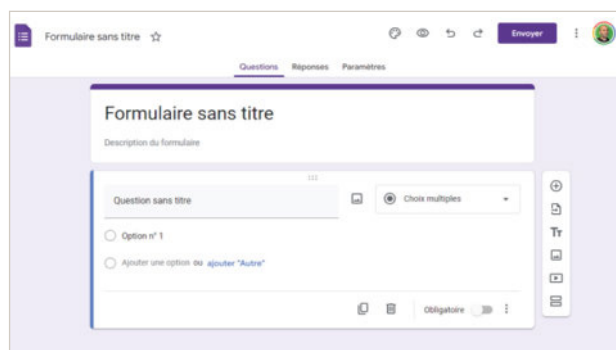 Formulaire sans titre
Envoyer
Questions Réponses Paramètres
Formulaire sans titre
Description du formulaire
Question sans titre
Choix multiples
Option n° 1
Ajouter une option ou ajouter "Autre"
Tт
Obligatoire